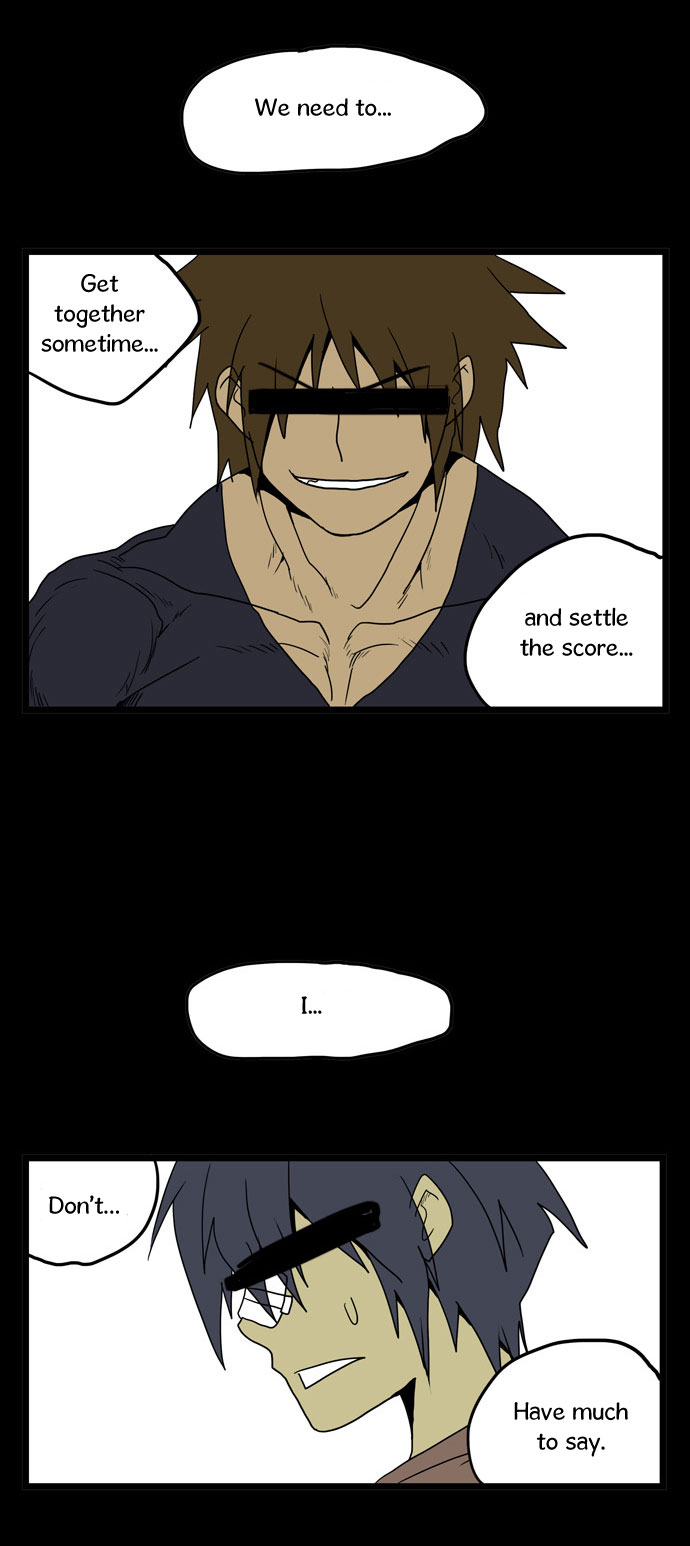 We need to...
Get
together
sometime...
and settle
the score...
I...
Don't...
Have much
to say.